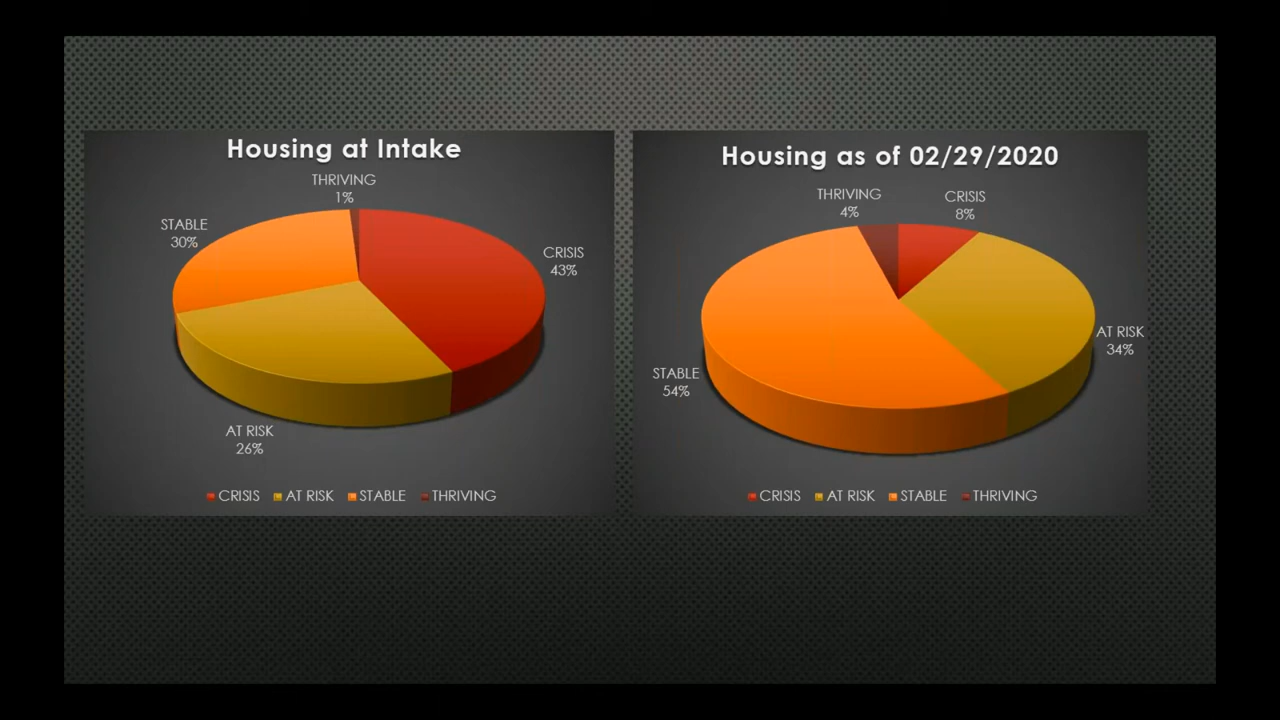 Housing at Intake
THRIVING
1%
STABLE
30%
CRISIS
43%
AT RISK
26%
CRISIS AT RISK STABLE THRIVING
Housing as of 02/29/2020
THRIVING
4%
CRISIS
8%
AT RISK
34%
STABLE
54%
CRISIS AT RISK STABLE THRIVING